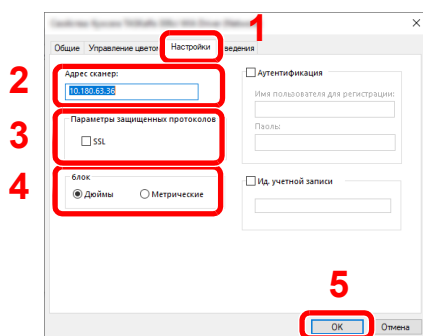 1
Общие Управление цветом Настройки ведения
2
Адрес сканер:
10.180.63.36
Аутентификация
Имя пользователя для регистрации:
Паоль:
3
Параметры защищенных протоколов
SSL
4
блок
Дюймы Метрические
Ид. учетной записи
5
OK Отмена